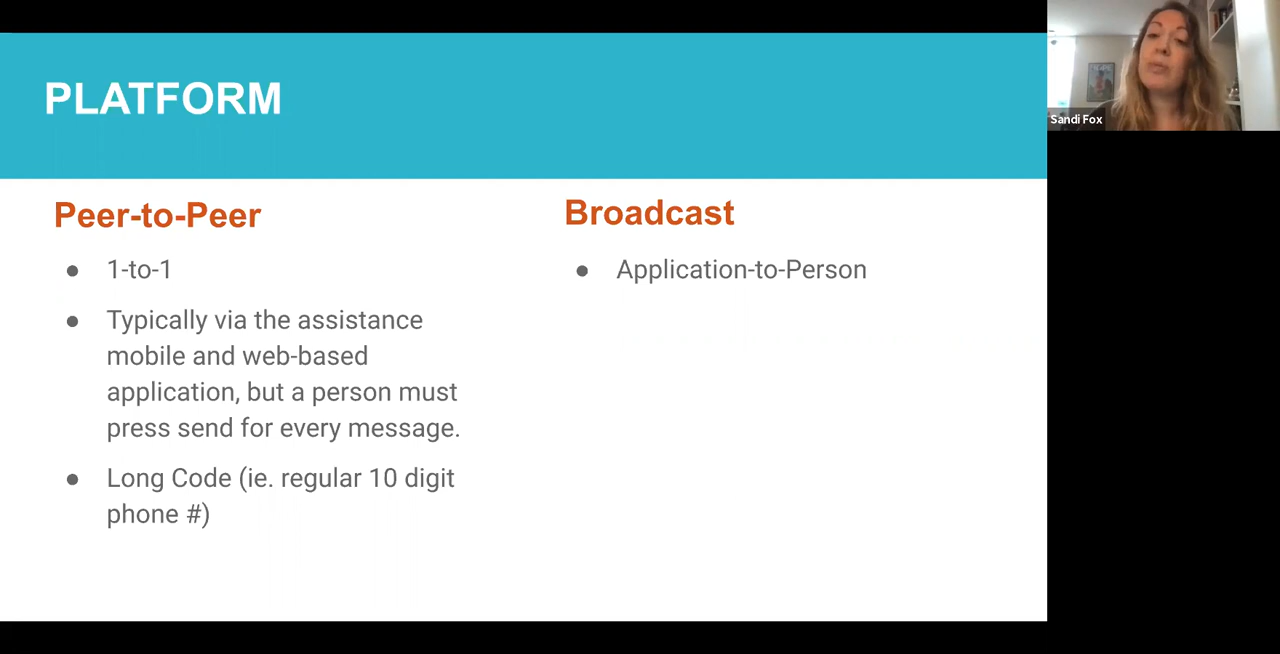 PLATFORM
Peer-to-Peer
● 1-to-1
● Typically via the assistance
mobile and web-based
application, but a person must
press send for every message.
● Long Code (ie. regular 10 digit
phone #)
Broadcast
● Application-to-Person
Sandi Fox